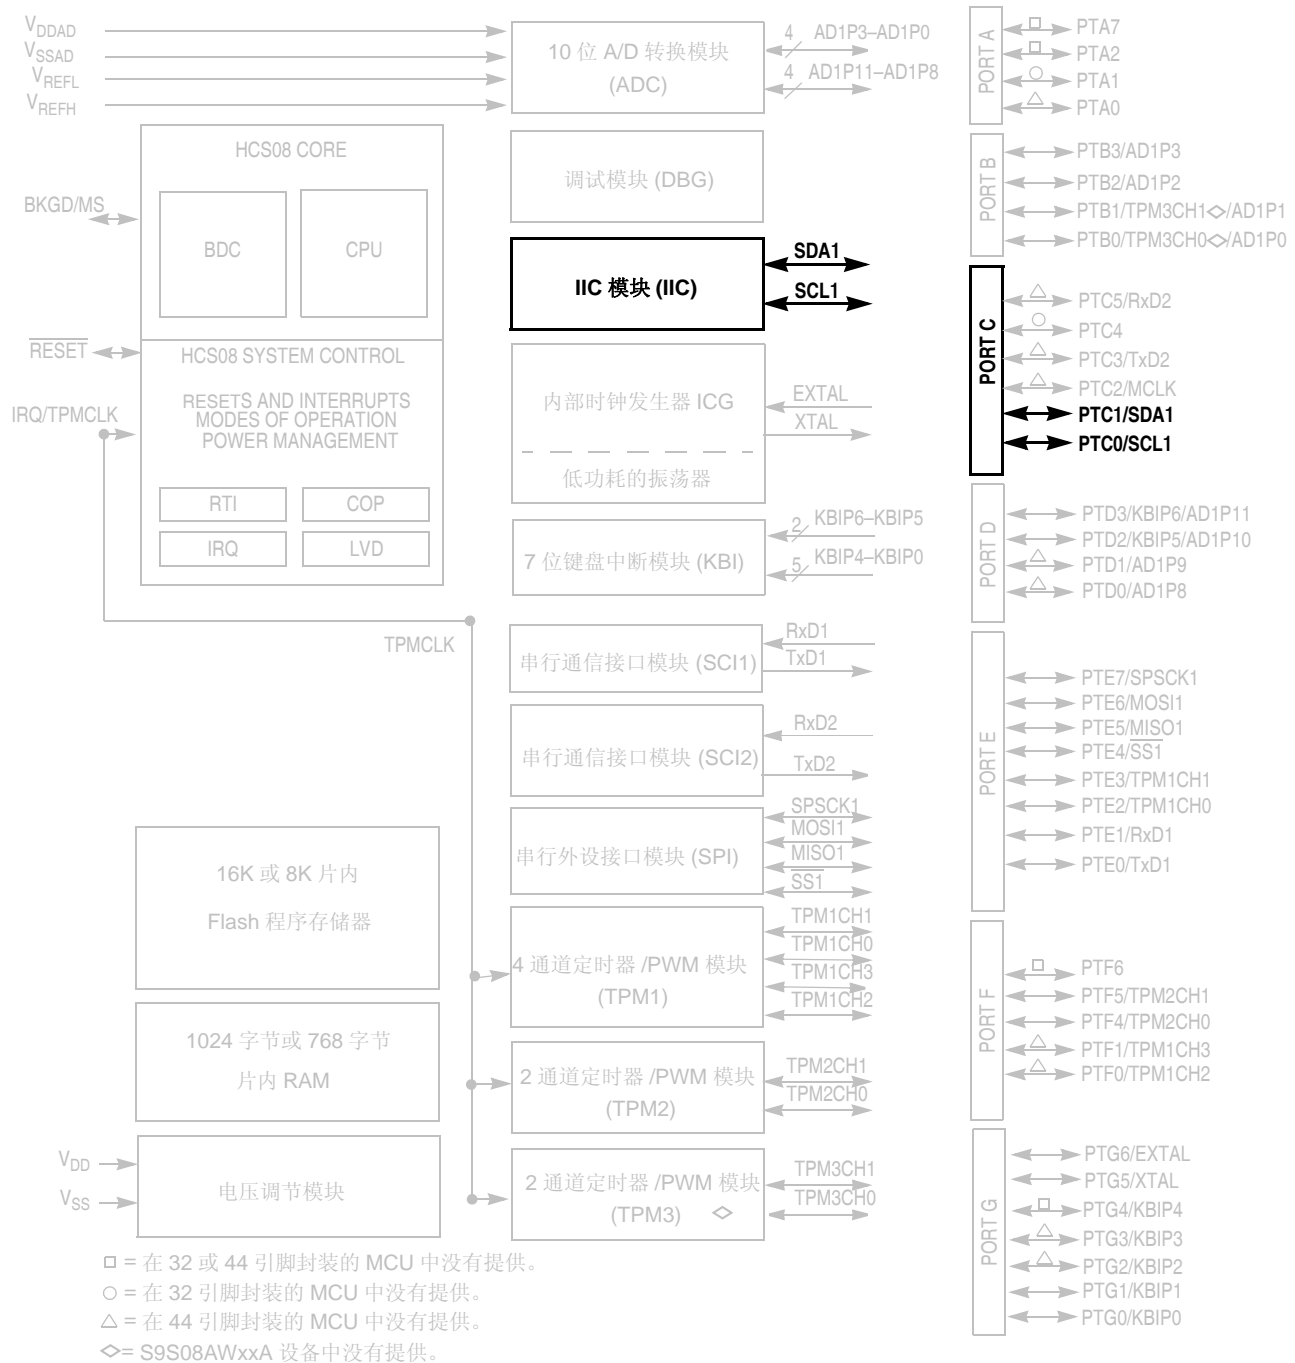 VDDAD
VSSAD
VREFL
VREFH
10 位 A/D 转换模块
(ADC)
4 AD1P3–AD1P0
4 AD1P11–AD1P8
HCS08 CORE
BDC
CPU
BKGD/MS
调试模块 (DBG)
IIC 模块 (IIC)
SDA1
SCL1
RESET
HCS08 SYSTEM CONTROL
RESETS AND INTERRUPTS
MODES OF OPERATION
POWER MANAGEMENT
IRQ/TPMCLK
RTI
COP
IRQ
LVD
内部时钟发生器 ICG
低功耗的振荡器
EXTAL
XTAL
7 位键盘中断模块 (KBI)
2 KBIP6–KBIP5
5 KBIP4–KBIP0
TPMCLK
串行通信接口模块 (SCI1)
RxD1
TxD1
串行通信接口模块 (SCI2)
RxD2
TxD2
串行外设接口模块 (SPI)
SPSCK1
MOSI1
MISO1
SS1
16K 或 8K 片内
Flash 程序存储器
4 通道定时器 /PWM 模块
(TPM1)
TPM1CH1
TPM1CH0
TPM1CH3
TPM1CH2
1024 字节或 768 字节
片内 RAM
2 通道定时器 /PWM 模块
(TPM2)
TPM2CH1
TPM2CH0
VDD
VSS
电压调节模块
2 通道定时器 /PWM 模块
(TPM3) ◇
TPM3CH1
TPM3CH0
PORT A
□ PTA7
□ PTA2
○ PTA1
△ PTA0
PORT B
PTB3/AD1P3
PTB2/AD1P2
PTB1/TPM3CH1◇/AD1P1
PTB0/TPM3CH0◇/AD1P0
PORT C
△ PTC5/RxD2
○ PTC4
△ PTC3/TxD2
△ PTC2/MCLK
PTC1/SDA1
PTC0/SCL1
PORT D
PTD3/KBIP6/AD1P11
PTD2/KBIP5/AD1P10
△ PTD1/AD1P9
△ PTD0/AD1P8
PORT E
PTE7/SPSCK1
PTE6/MOSI1
PTE5/MISO1
PTE4/SS1
PTE3/TPM1CH1
PTE2/TPM1CH0
PTE1/RxD1
PTE0/TxD1
PORT F
□ PTF6
PTF5/TPM2CH1
PTF4/TPM2CH0
△ PTF1/TPM1CH3
△ PTF0/TPM1CH2
PORT G
PTG6/EXTAL
PTG5/XTAL
□ PTG4/KBIP4
△ PTG3/KBIP3
△ PTG2/KBIP2
PTG1/KBIP1
PTG0/KBIP0
□ = 在 32 或 44 引脚封装的 MCU 中没有提供。
○ = 在 32 引脚封装的 MCU 中没有提供。
△ = 在 44 引脚封装的 MCU 中没有提供。
◇= S9S08AWxxA 设备中没有提供。